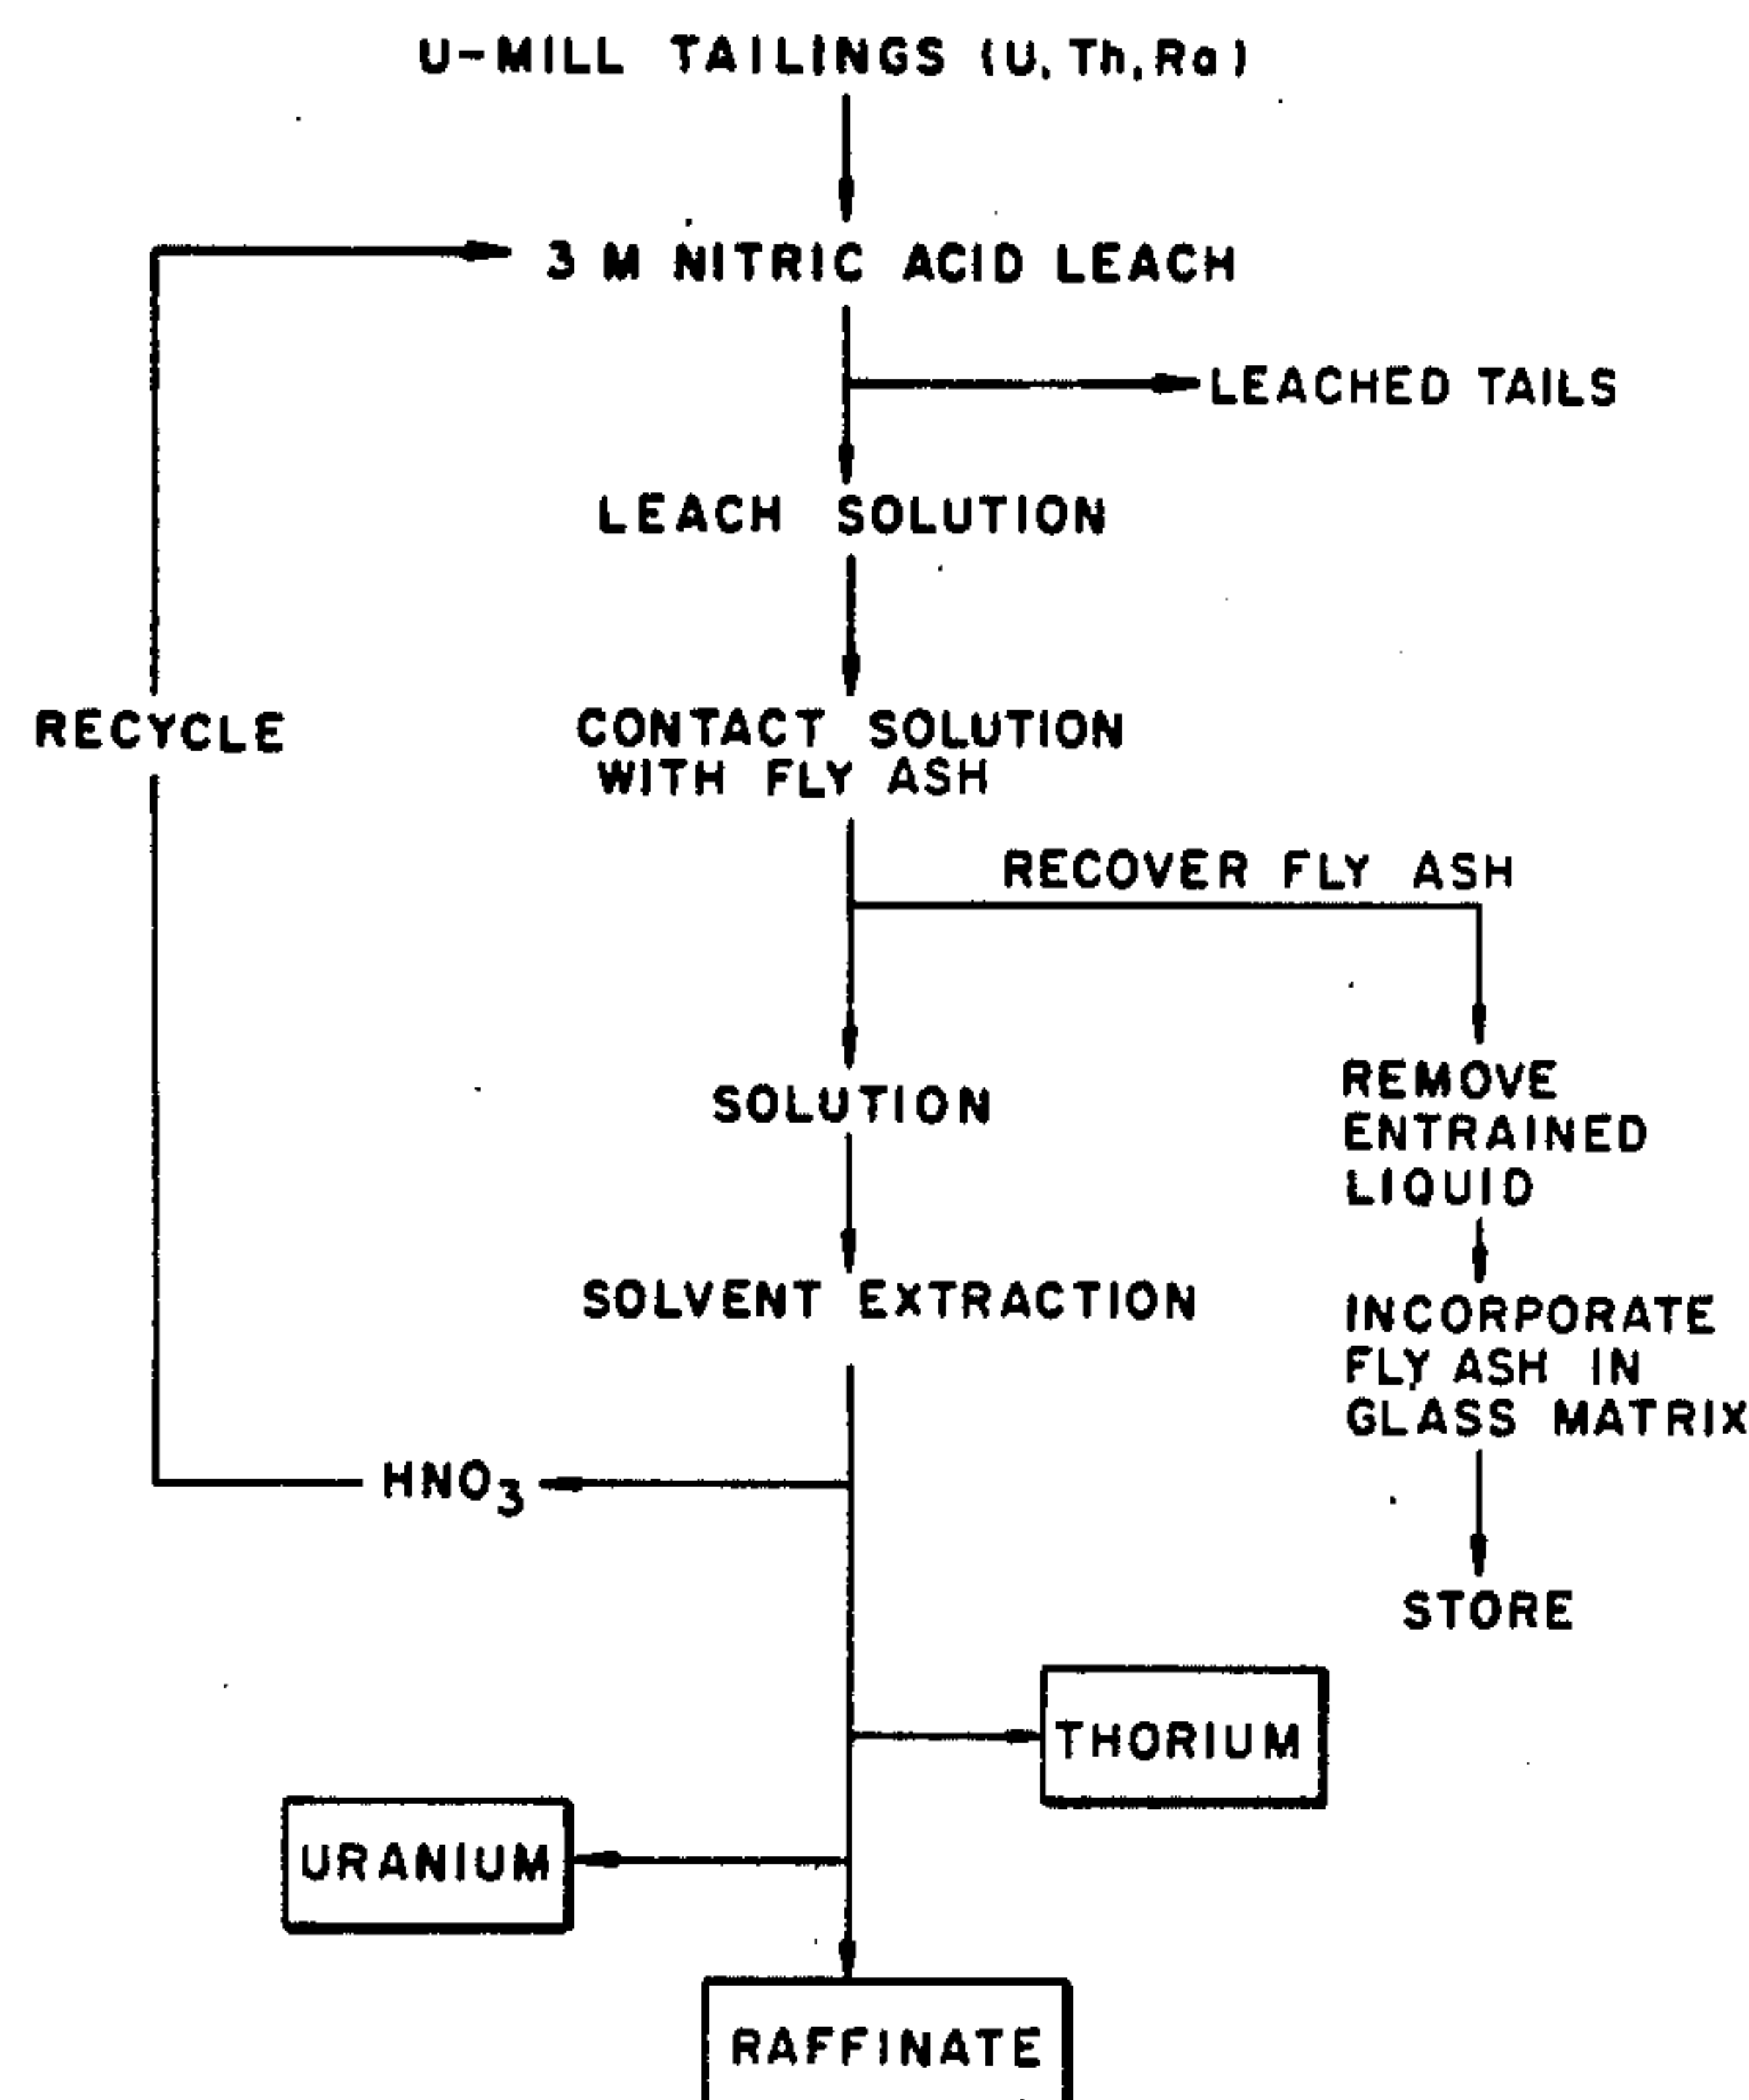 U-MILL TAILINGS (U, Th, Ra)
3 M NITRIC ACID LEACH
LEACHED TAILS
LEACH SOLUTION
RECYCLE
CONTACT SOLUTION
WITH FLY ASH
RECOVER FLY ASH
SOLUTION
REMOVE
ENTRAINED
LIQUID
SOLVENT EXTRACTION
INCORPORATE
FLY ASH IN
GLASS MATRIX
HNO3
STORE
THORIUM
URANIUM
RAFFINATE